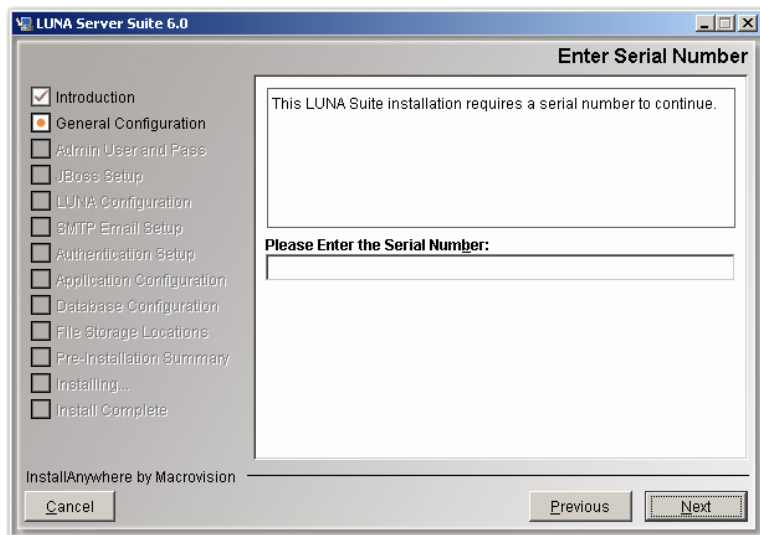 LUNA Server Suite 6.0
Enter Serial Number
Introduction
General Configuration
Admin User and Pass
JBoss Setup
LUNA Configuration
SMTP Email Setup
Authentication Setup
Application Configuration
Database Configuration
File Storage Locations
Pre-Installation Summary
Installing...
Install Complete
This LUNA Suite installation requires a serial number to continue.
Please Enter the Serial Number:
InstallAnywhere by Macrovision
Cancel
Previous
Next